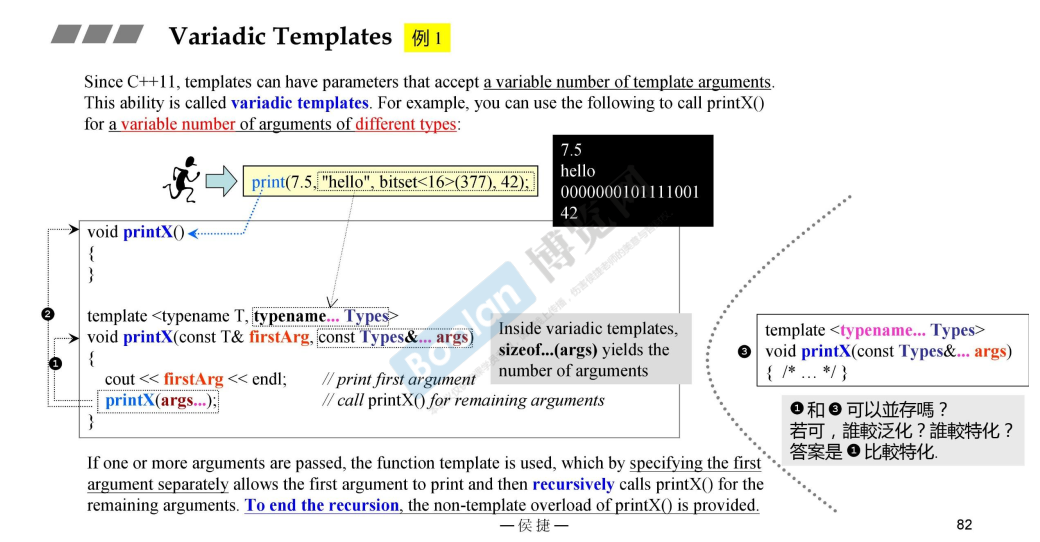 Variadic Templates 例 1
Since C++11, templates can have parameters that accept a variable number of template arguments.
This ability is called variadic templates. For example, you can use the following to call printX()
for a variable number of arguments of different types:
print(7.5, "hello", bitset<16>(377), 42);
7.5
hello
0000000101111001
42
void printX()
{
}
template <typename T, typename... Types>
void printX(const T& firstArg, const Types&... args)
{
cout << firstArg << endl; // print first argument
printX(args...); // call printX() for remaining arguments
}
❷
❶
Inside variadic templates,
sizeof...(args) yields the
number of arguments
❸
template <typename... Types>
void printX(const Types&... args)
{ /* … */ }
❶ 和 ❸ 可以並存嗎？
若可，誰較泛化？誰較特化？
答案是 ❶ 比較特化.
If one or more arguments are passed, the function template is used, which by specifying the first
argument separately allows the first argument to print and then recursively calls printX() for the
remaining arguments. To end the recursion, the non-template overload of printX() is provided.
— 侯捷 —
82
Boolan
博览网